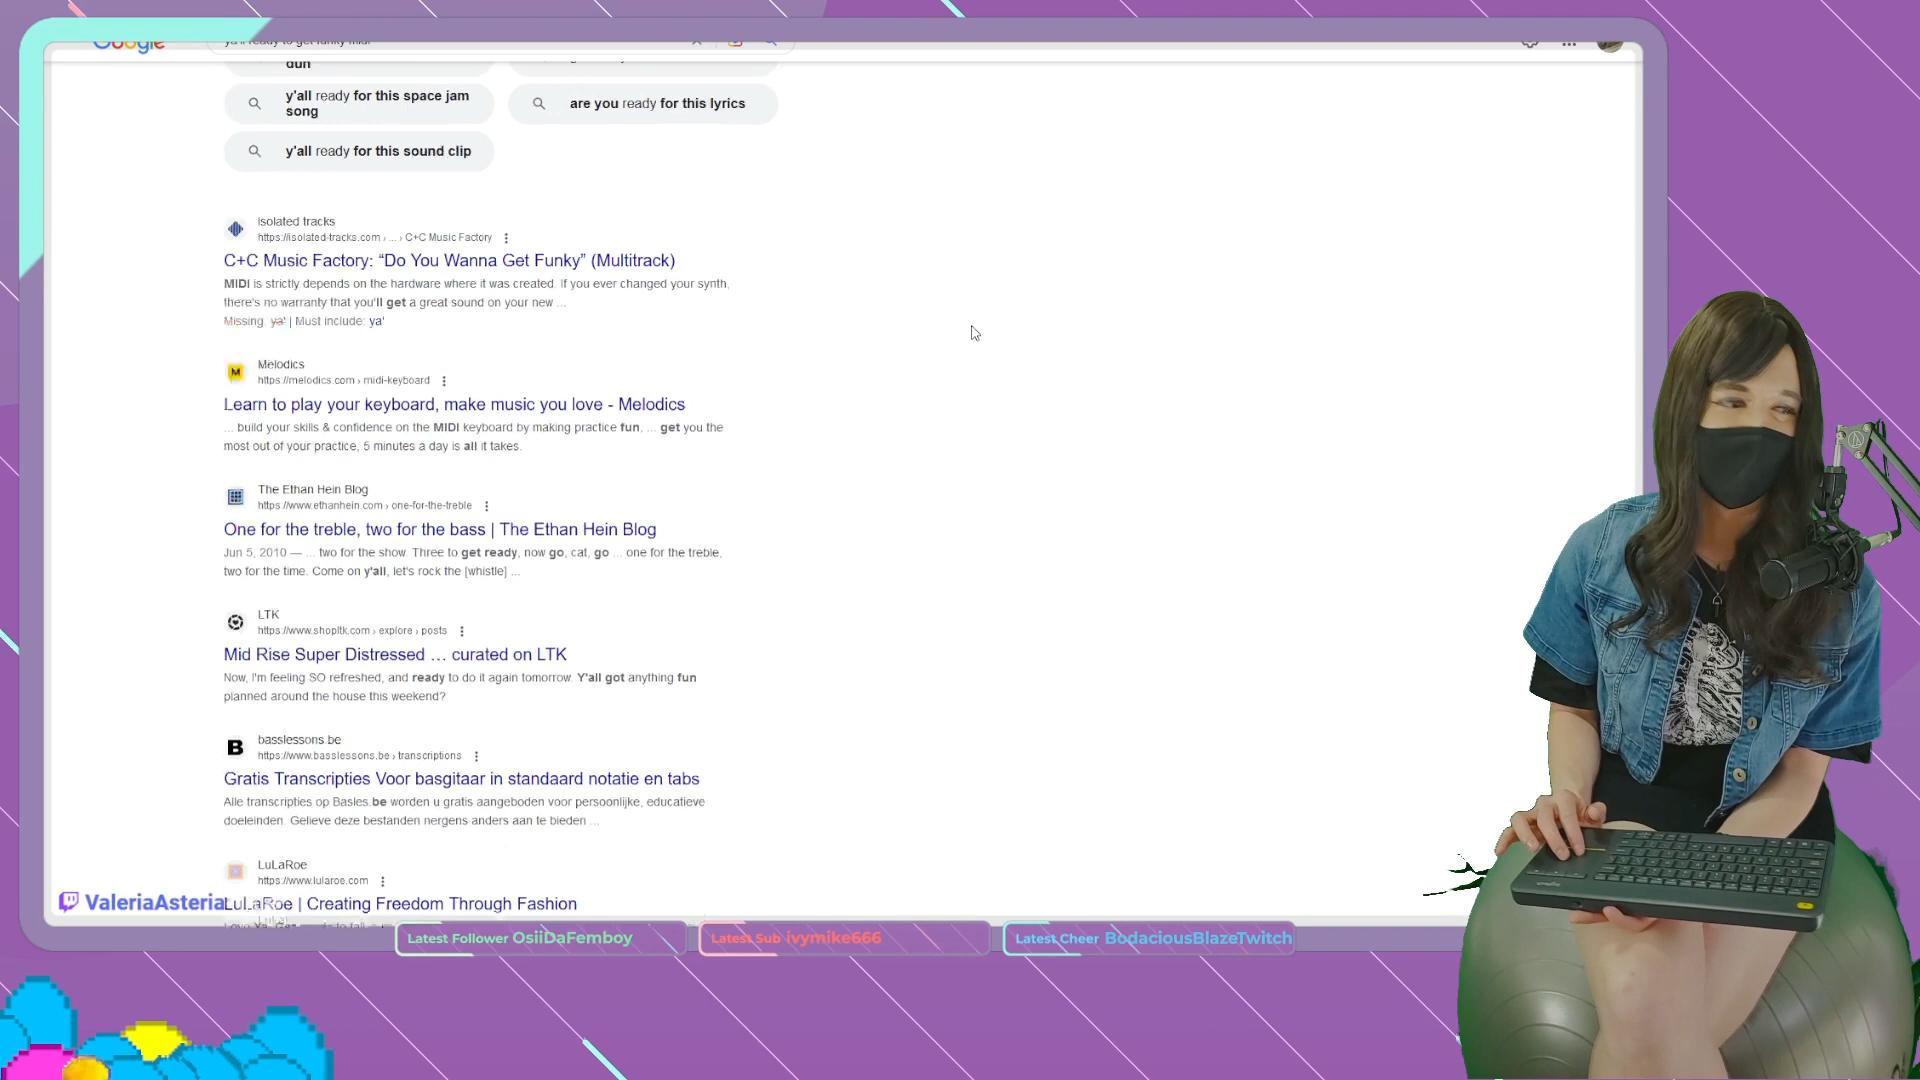 Google
ya'll ready to get funky midi
dun
y'all ready for this space jam
song
are you ready for this lyrics
y'all ready for this sound clip
Isolated tracks
https://isolated-tracks.com › ... › C+C Music Factory
C+C Music Factory: “Do You Wanna Get Funky” (Multitrack)
MIDI is strictly depends on the hardware where it was created. If you ever changed your synth,
there's no warranty that you'll get a great sound on your new ...
Missing: ya' | Must include: ya'
Melodics
https://melodics.com › midi-keyboard
Learn to play your keyboard, make music you love - Melodics
... build your skills & confidence on the MIDI keyboard by making practice fun, ... get you the
most out of your practice, 5 minutes a day is all it takes.
The Ethan Hein Blog
https://www.ethanhein.com › one-for-the-treble
One for the treble, two for the bass | The Ethan Hein Blog
Jun 5, 2010 — ... two for the show. Three to get ready, now go, cat, go ... one for the treble,
two for the time. Come on y'all, let's rock the [whistle] ...
LTK
https://www.shopltk.com › explore › posts
Mid Rise Super Distressed … curated on LTK
Now, I'm feeling SO refreshed, and ready to do it again tomorrow. Y'all got anything fun
planned around the house this weekend?
basslessons.be
https://www.basslessons.be › transcriptions
Gratis Transcripties Voor basgitaar in standaard notatie en tabs
Alle transcripties op Basles.be worden u gratis aangeboden voor persoonlijke, educatieve
doeleinden. Gelieve deze bestanden nergens anders aan te bieden ...
LuLaRoe
https://www.lularoe.com
LuLaRoe | Creating Freedom Through Fashion
ValeriaAsteria
Latest Follower OsiiDaFemboy
Latest Sub ivymike666
Latest Cheer BodaciousBlazeTwitch